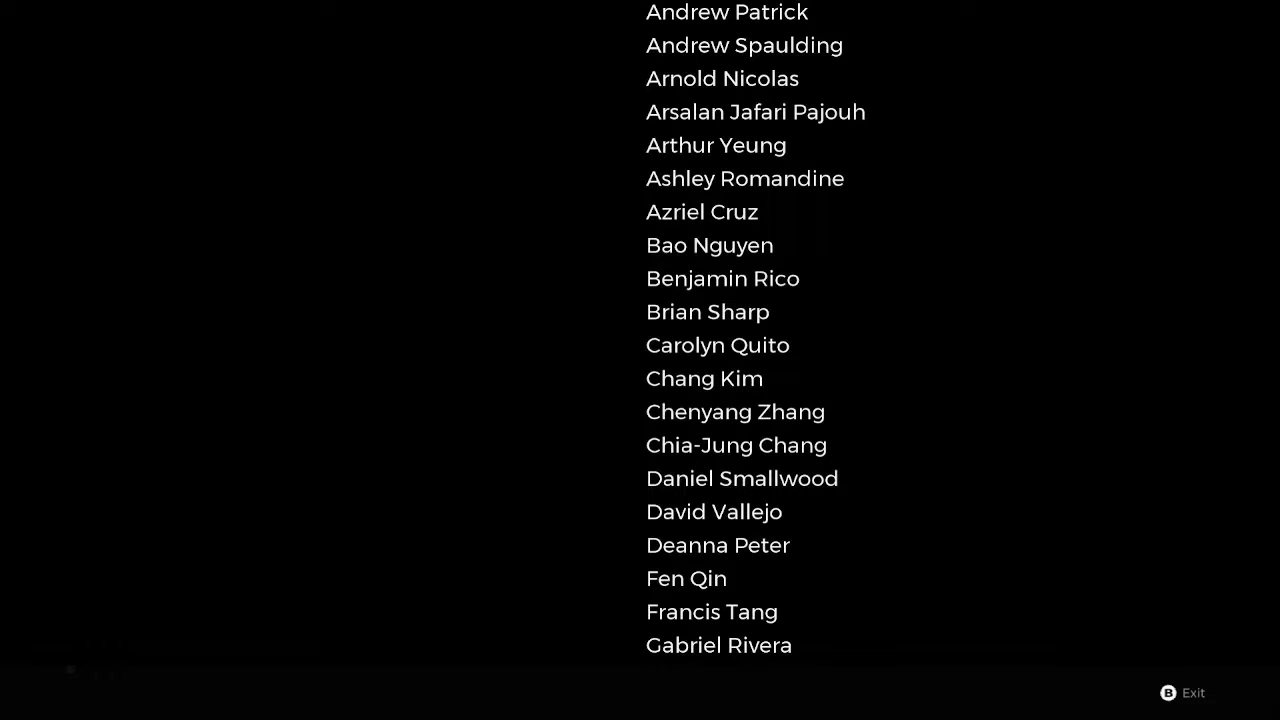 Andrew Patrick
Andrew Spaulding
Arnold Nicolas
Arsalan Jafari Pajouh
Arthur Yeung
Ashley Romandine
Azriel Cruz
Bao Nguyen
Benjamin Rico
Brian Sharp
Carolyn Quito
Chang Kim
Chenyang Zhang
Chia-Jung Chang
Daniel Smallwood
David Vallejo
Deanna Peter
Fen Qin
Francis Tang
Gabriel Rivera
B Exit